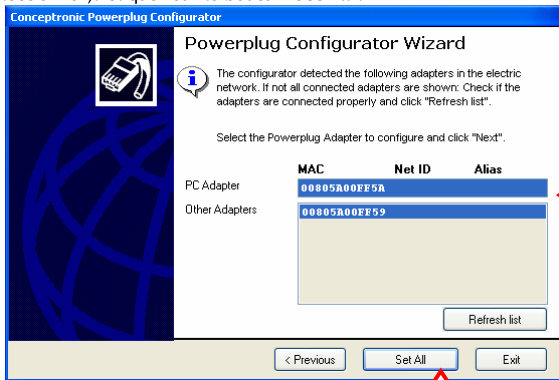 Conceptronic Powerplug Configurator
Powerplug Configurator Wizard
The configurator detected the following adapters in the electric
network. If not all connected adapters are shown: Check if the
adapters are connected properly and click "Refresh list".
Select the Powerplug Adapter to configure and click "Next".
MAC Net ID Alias
PC Adapter 00805A00FF5A
Other Adapters 00805A00FF59
Refresh list
< Previous Set All Exit